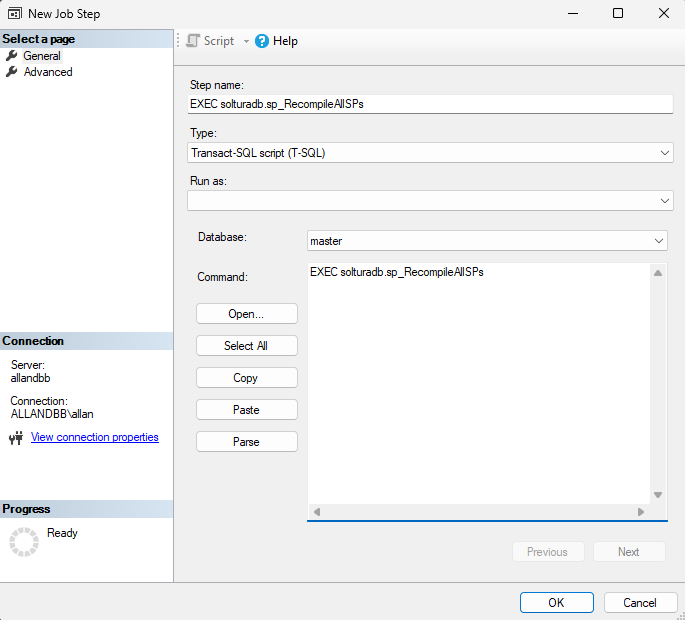 New Job Step
Select a page
General
Advanced
Script
Help
Step name:
EXEC solturadb.sp_RecompileAllSPs
Type:
Transact-SQL script (T-SQL)
Run as:
Database:
master
Command:
EXEC solturadb.sp_RecompileAllSPs
Open...
Select All
Copy
Paste
Parse
Connection
Server:
allandbb
Connection:
ALLANDBB\allan
View connection properties
Progress
Ready
Previous
Next
OK
Cancel